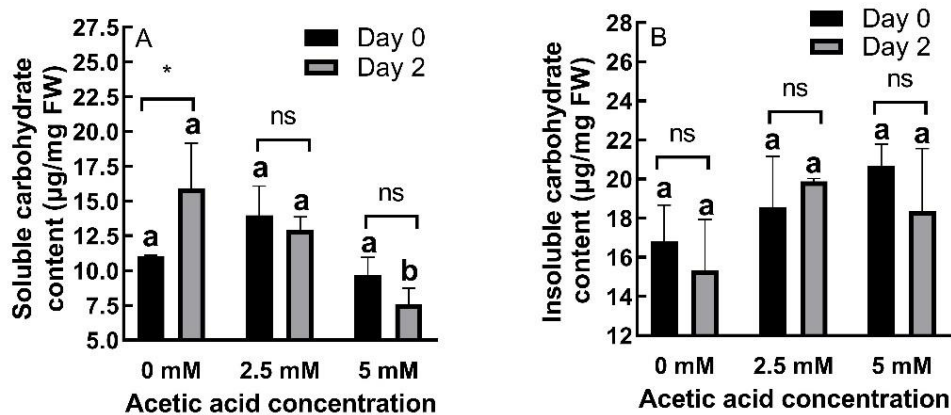 A
Day 0
Day 2
Soluble carbohydrate
content (µg/mg FW)
27.5
25.0
22.5
20.0
17.5
15.0
12.5
10.0
7.5
5.0
*
ns
ns
a
a
a
a
a
b
0 mM
2.5 mM
5 mM
Acetic acid concentration
B
Day 0
Day 2
Insoluble carbohydrate
content (µg/mg FW)
28
26
24
22
20
18
16
14
12
ns
ns
ns
a
a
a
a
a
a
0 mM
2.5 mM
5 mM
Acetic acid concentration